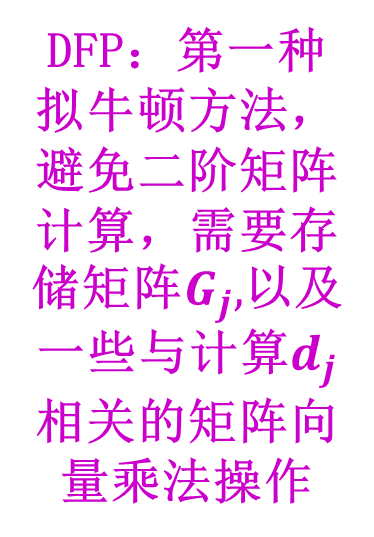 DFP：第一种
拟牛顿方法，
避免二阶矩阵
计算，需要存
储矩阵G_j,以及
一些与计算d_j
相关的矩阵向
量乘法操作